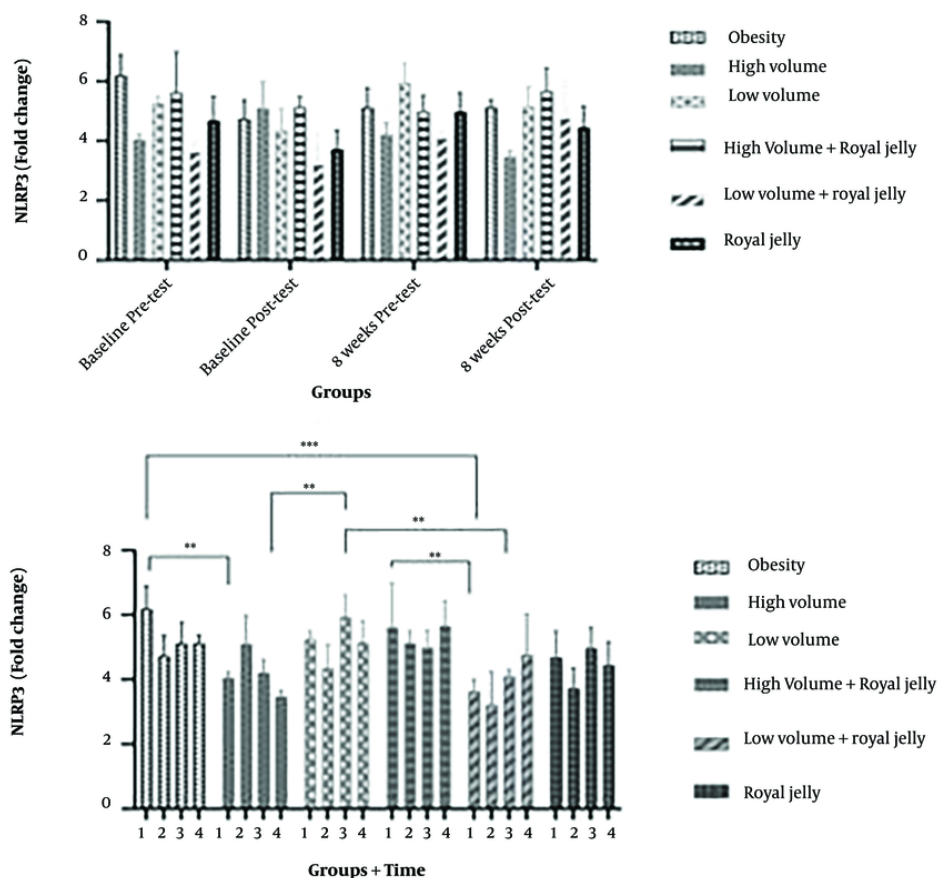 NLRP3 (Fold change)
8
6
4
2
0
Baseline Pre-test
Baseline Post-test
8 weeks Pre-test
8 weeks Post-test
Groups
Obesity
High volume
Low volume
High Volume + Royal jelly
Low volume + royal jelly
Royal jelly
NLRP3 (Fold change)
***
**
**
**
**
8
6
4
2
0
1 2 3 4 1 2 3 4 1 2 3 4 1 2 3 4 1 2 3 4 1 2 3 4
Groups + Time
Obesity
High volume
Low volume
High Volume + Royal jelly
Low volume + royal jelly
Royal jelly